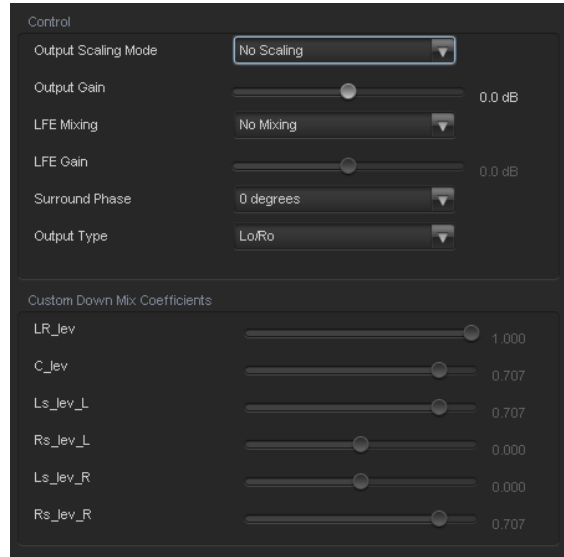 Control
Output Scaling Mode No Scaling
Output Gain 0.0 dB
LFE Mixing No Mixing
LFE Gain 0.0 dB
Surround Phase 0 degrees
Output Type Lo/Ro
Custom Down Mix Coefficients
LR_lev 1.000
C_lev 0.707
Ls_lev_L 0.707
Rs_lev_L 0.000
Ls_lev_R 0.000
Rs_lev_R 0.707